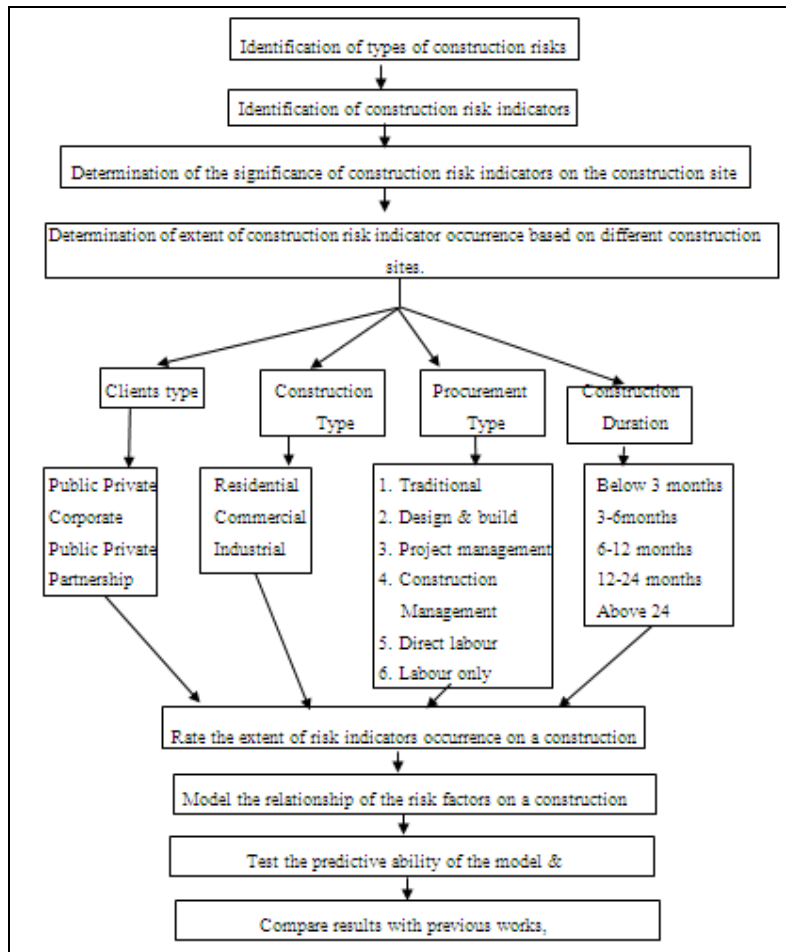 Identification of types of construction risks
Identification of construction risk indicators
Determination of the significance of construction risk indicators on the construction site
Determination of extent of construction risk indicator occurrence based on different construction
sites.
Clients type
Construction
Type
Procurement
Type
Construction
Duration
Public Private
Corporate
Public Private
Partnership
Residential
Commercial
Industrial
1. Traditional
2. Design & build
3. Project management
4. Construction
Management
5. Direct labour
6. Labour only
Below 3 months
3-6months
6-12 months
12-24 months
Above 24
Rate the extent of risk indicators occurrence on a construction
Model the relationship of the risk factors on a construction
Test the predictive ability of the model &
Compare results with previous works,